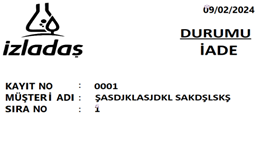 09/02/2024
izladaş
DURUMU
İADE
KAYIT NO : 0001
MÜŞTERİ ADI : ŞASDJKLASJDKL SAKDŞLSKŞ
SIRA NO : 1